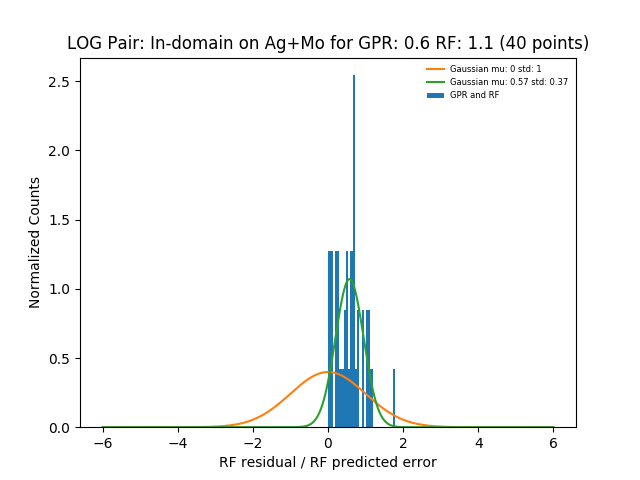 LOG Pair: In-domain on Ag+Mo for GPR: 0.6 RF: 1.1 (40 points)
Gaussian mu: 0 std: 1
Gaussian mu: 0.57 std: 0.37
GPR and RF
Normalized Counts
2.5
2.0
1.5
1.0
0.5
0.0
−6 −4 −2 0 2 4 6
RF residual / RF predicted error